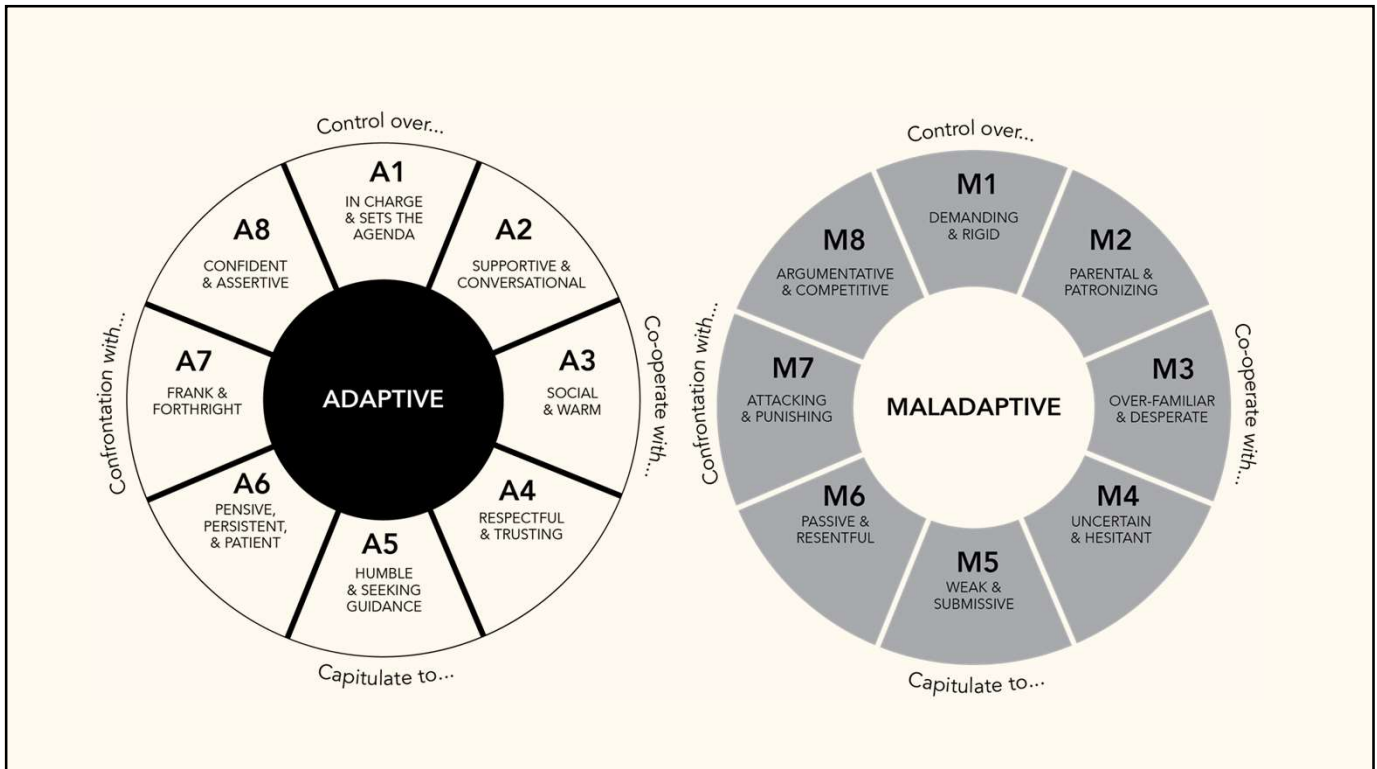 Control over...
A1
IN CHARGE
& SETS THE
AGENDA
A2
SUPPORTIVE &
CONVERSATIONAL
A3
SOCIAL
& WARM
Co-operate with...
A4
RESPECTFUL
& TRUSTING
A5
HUMBLE
& SEEKING
GUIDANCE
Capitulate to...
A6
PENSIVE,
PERSISTENT,
& PATIENT
A7
FRANK &
FORTHRIGHT
Confrontation with...
A8
CONFIDENT
& ASSERTIVE
ADAPTIVE
Control over...
M1
DEMANDING
& RIGID
M2
PARENTAL &
PATRONIZING
M3
OVER-FAMILIAR
& DESPERATE
Co-operate with...
M4
UNCERTAIN
& HESITANT
M5
WEAK &
SUBMISSIVE
Capitulate to...
M6
PASSIVE &
RESENTFUL
M7
ATTACKING
& PUNISHING
Confrontation with...
M8
ARGUMENTATIVE
& COMPETITIVE
MALADAPTIVE